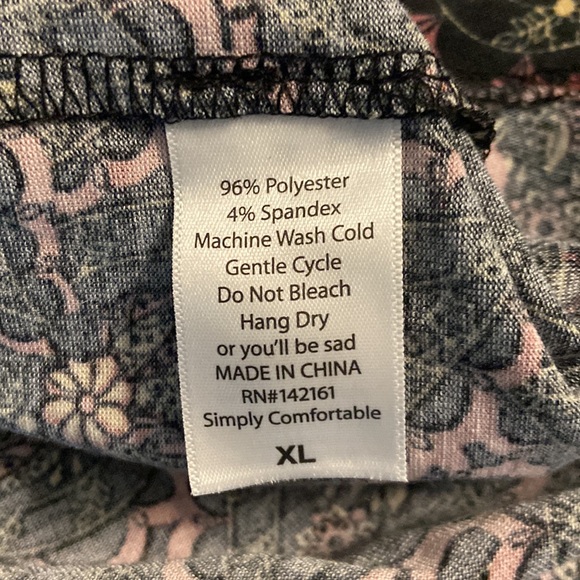 96% Polyester
4% Spandex
Machine Wash Cold
Gentle Cycle
Do Not Bleach
Hang Dry
or you'll be sad
MADE IN CHINA
RN#142161
Simply Comfortable
XL